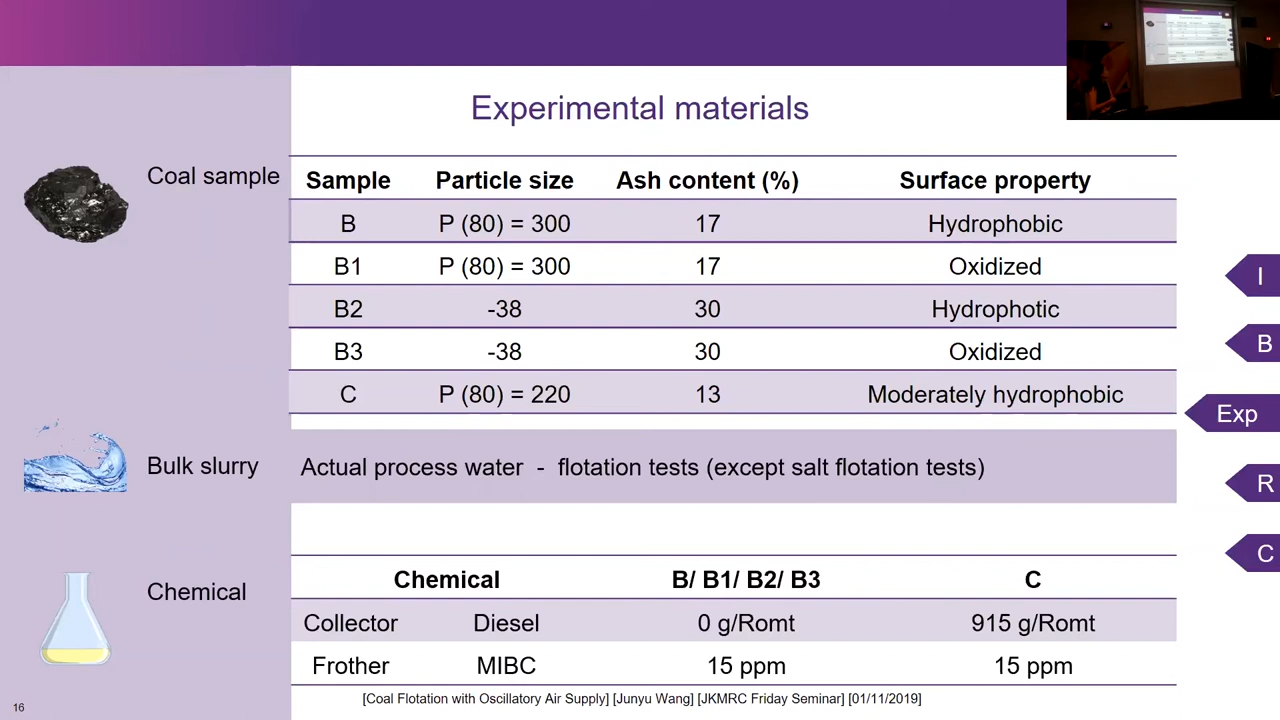 Experimental materials
Coal sample
Sample Particle size Ash content (%) Surface property
B P (80) = 300 17 Hydrophobic
B1 P (80) = 300 17 Oxidized
B2 -38 30 Hydrophotic
B3 -38 30 Oxidized
C P (80) = 220 13 Moderately hydrophobic
I
B
Exp
R
C
Bulk slurry Actual process water - flotation tests (except salt flotation tests)
Chemical
Chemical B/ B1/ B2/ B3 C
Collector Diesel 0 g/Romt 915 g/Romt
Frother MIBC 15 ppm 15 ppm
16 [Coal Flotation with Oscillatory Air Supply] [Junyu Wang] [JKMRC Friday Seminar] [01/11/2019]